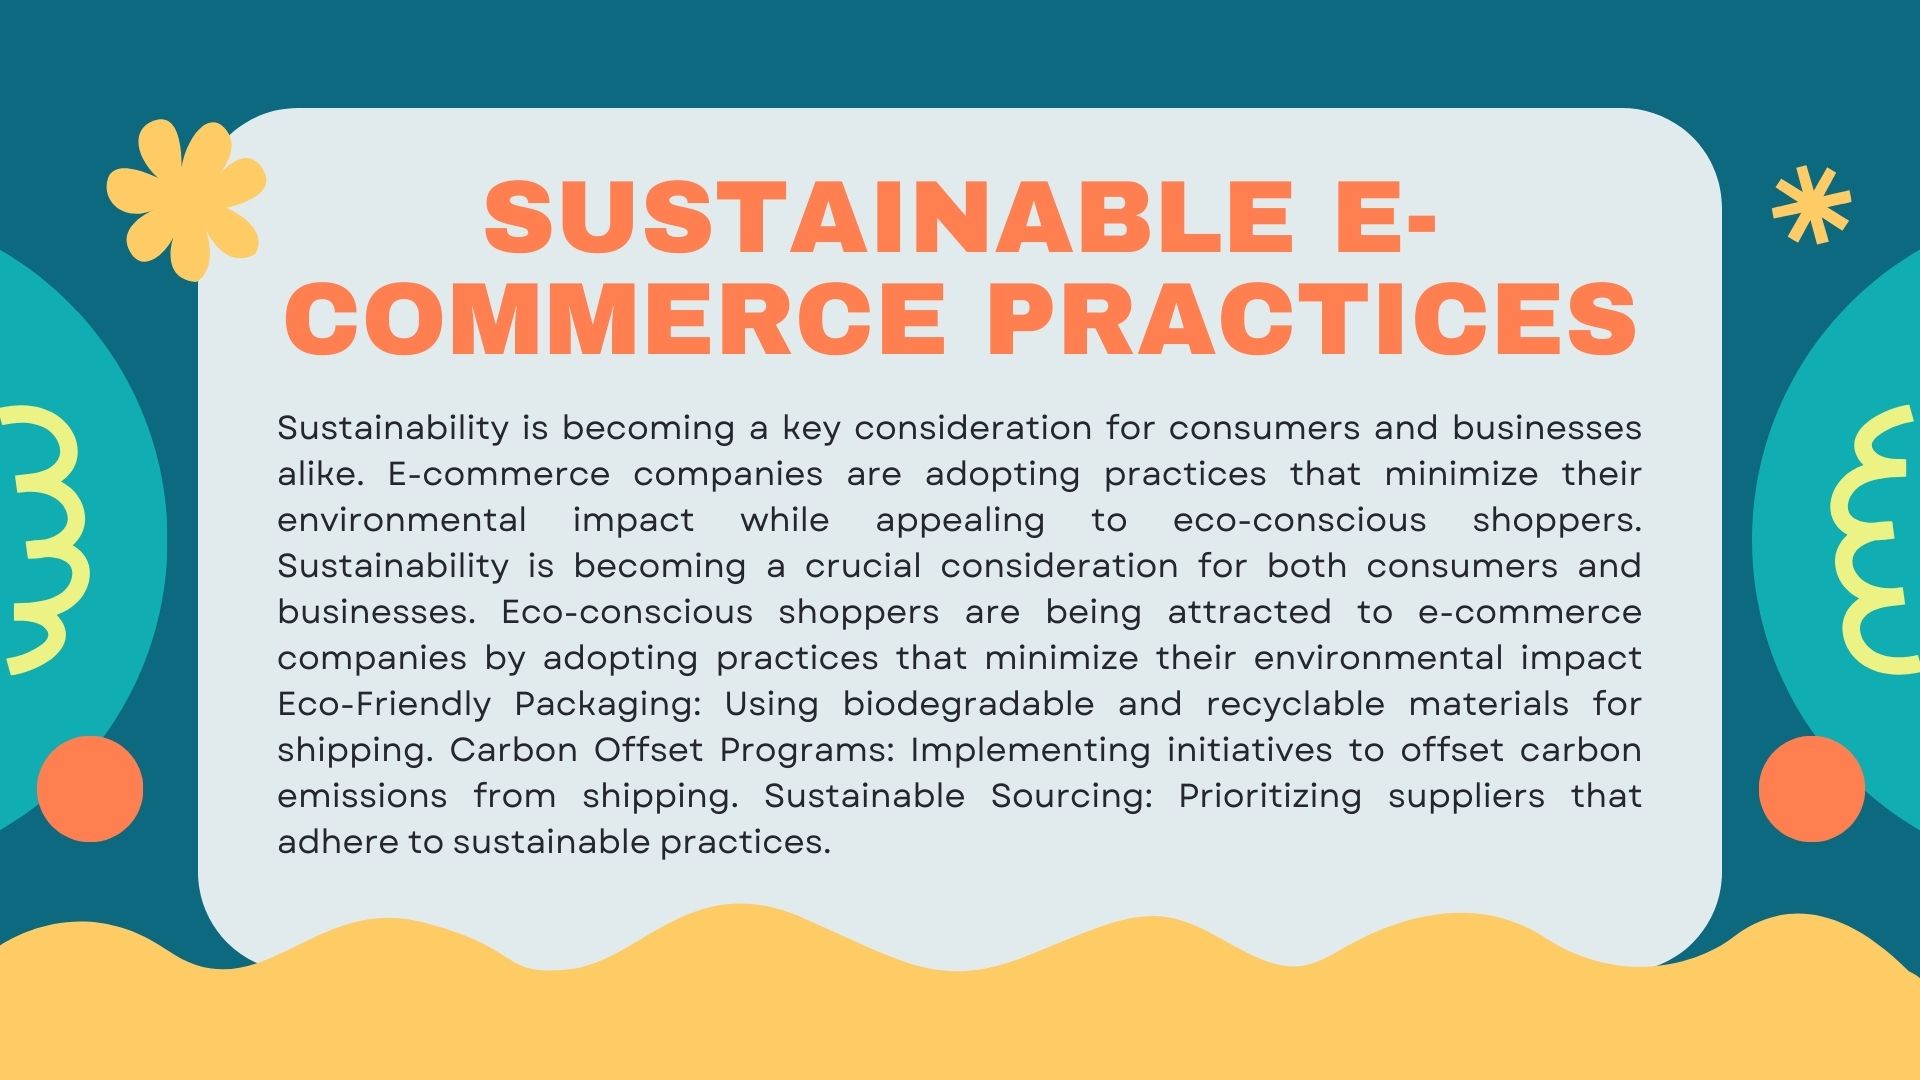 SUSTAINABLE E-
COMMERCE PRACTICES
Sustainability is becoming a key consideration for consumers and businesses
alike. E-commerce companies are adopting practices that minimize their
environmental impact while appealing to eco-conscious shoppers.
Sustainability is becoming a crucial consideration for both consumers and
businesses. Eco-conscious shoppers are being attracted to e-commerce
companies by adopting practices that minimize their environmental impact
Eco-Friendly Packaging: Using biodegradable and recyclable materials for
shipping. Carbon Offset Programs: Implementing initiatives to offset carbon
emissions from shipping. Sustainable Sourcing: Prioritizing suppliers that
adhere to sustainable practices.